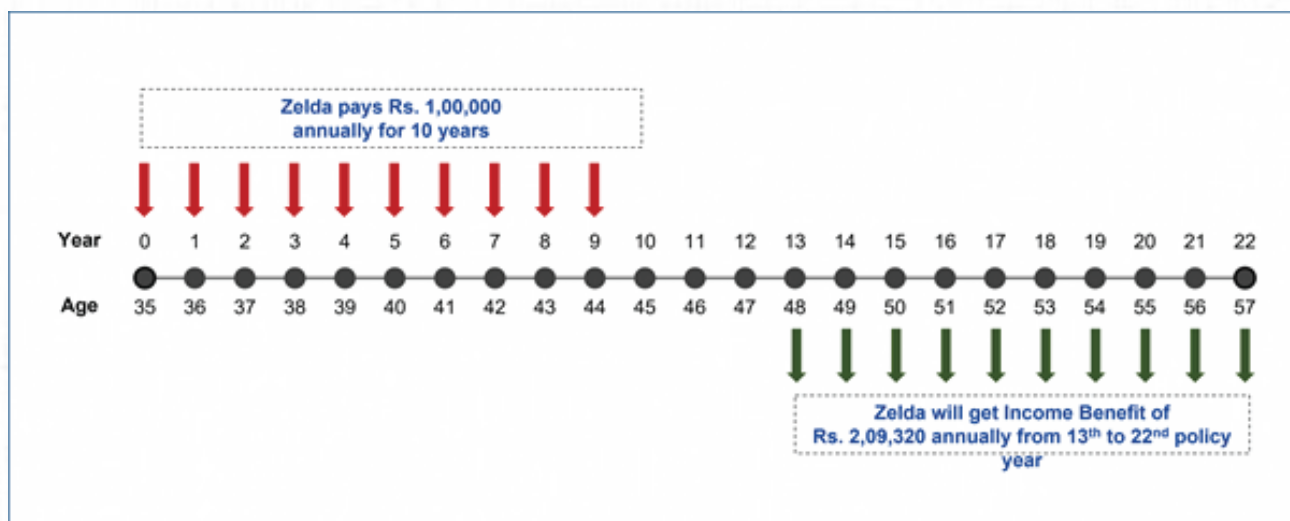 Zelda pays Rs. 1,00,000
annually for 10 years
Year 0 1 2 3 4 5 6 7 8 9 10 11 12 13 14 15 16 17 18 19 20 21 22
Age 35 36 37 38 39 40 41 42 43 44 45 46 47 48 49 50 51 52 53 54 55 56 57
Zelda will get Income Benefit of
Rs. 2,09,320 annually from 13th to 22nd policy
year